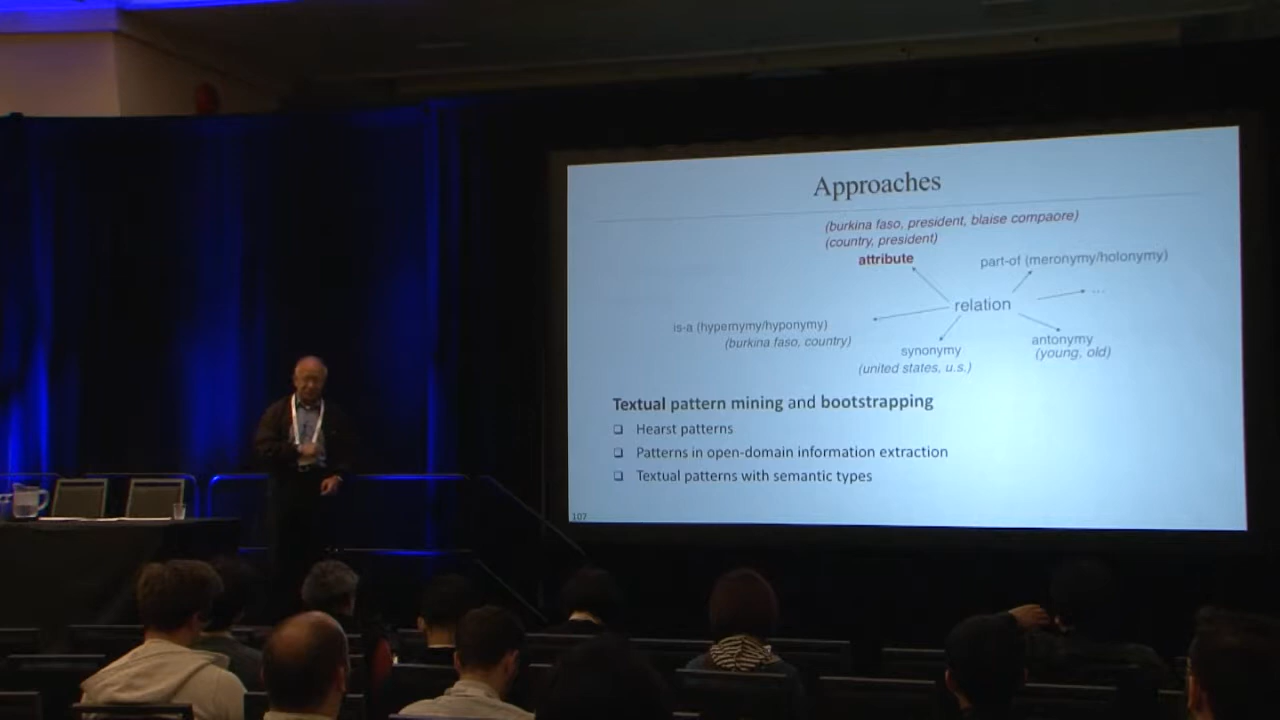 Approaches
(burkina faso, president, blaise compaore)
(country, president)
attribute
part-of (meronymy/holonymy)
relation
...
is-a (hypernymy/hyponymy)
(burkina faso, country)
synonymy
(united states, u.s.)
antonymy
(young, old)
Textual pattern mining and bootstrapping
Hearst patterns
Patterns in open-domain information extraction
Textual patterns with semantic types
107